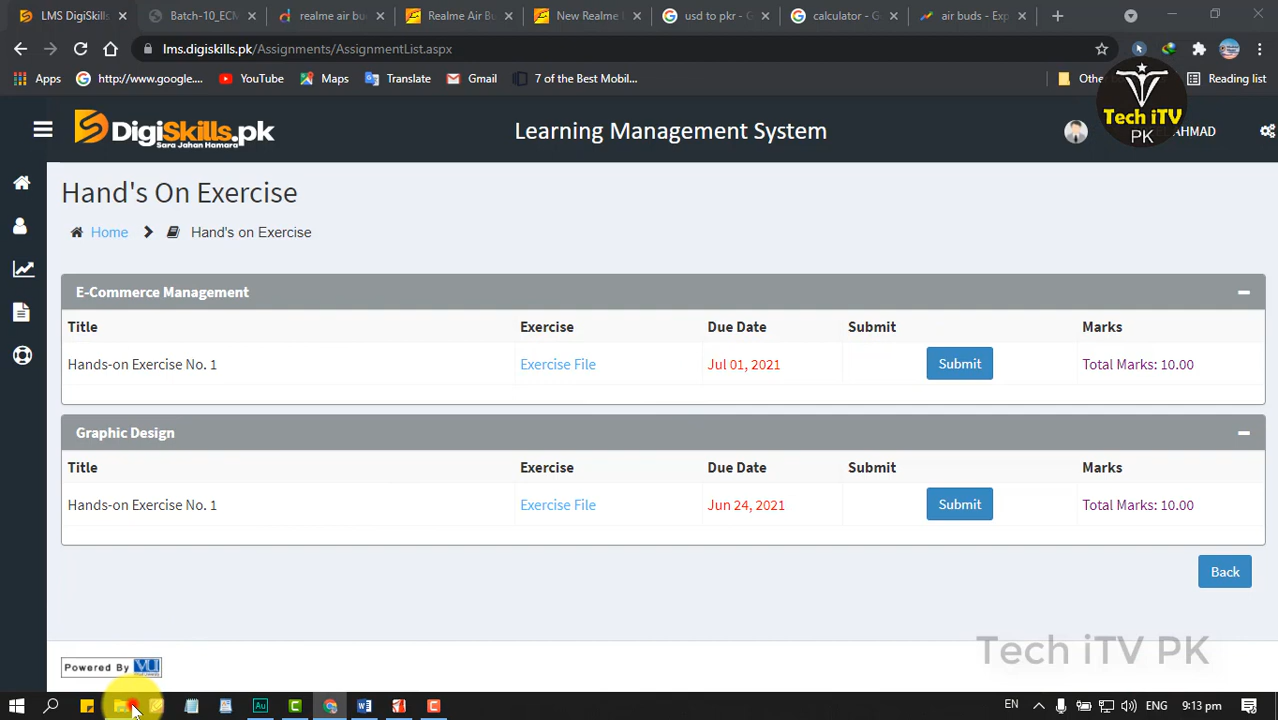 LMS DigiSkills
Batch-10_ECM
realme air bu
Realme Air Bu
New Realme
usd to pkr - G
calculator - G
air buds - Exp
lms.digiskills.pk/Assignments/AssignmentList.aspx
Apps
http://www.google....
YouTube
Maps
Translate
Gmail
7 of the Best Mobil...
Othe
Reading list
DigiSkills.pk
Sara Jahan Hamara
Learning Management System
AHMAD
Tech iTV
PK
Hand's On Exercise
Home
Hand's on Exercise
E-Commerce Management
Title Exercise Due Date Submit Marks
Hands-on Exercise No. 1 Exercise File Jul 01, 2021 Submit Total Marks: 10.00
Graphic Design
Title Exercise Due Date Submit Marks
Hands-on Exercise No. 1 Exercise File Jun 24, 2021 Submit Total Marks: 10.00
Back
Tech iTV PK
Powered By VU
EN
ENG
9:13 pm